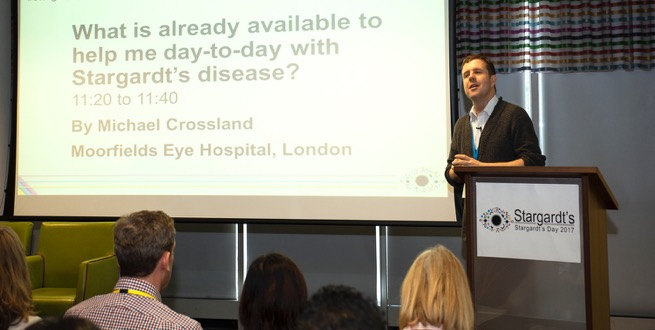 What is already available to
help me day-to-day with
Stargardt's disease?
11:20 to 11:40
By Michael Crossland
Moorfields Eye Hospital, London
Stargardt's
Stargardt's Day 2017